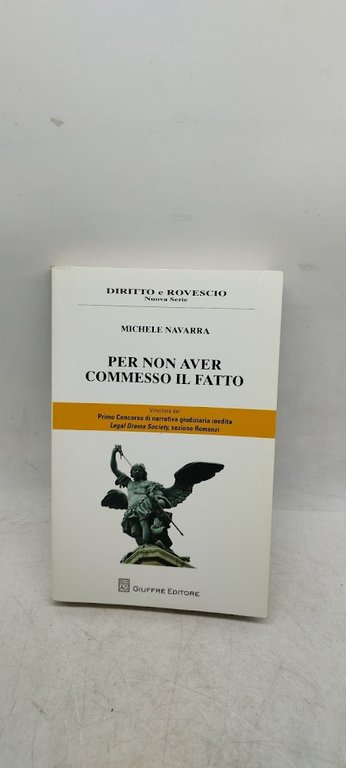 DIRITTO e ROVESCIO
Nuova Serie
MICHELE NAVARRA
PER NON AVER
COMMESSO IL FATTO
Vincitore del
Primo Concorso di narrativa giudiziaria inedita
Legal Drama Society, sezione Romanzi
GIUFFRÈ EDITORE